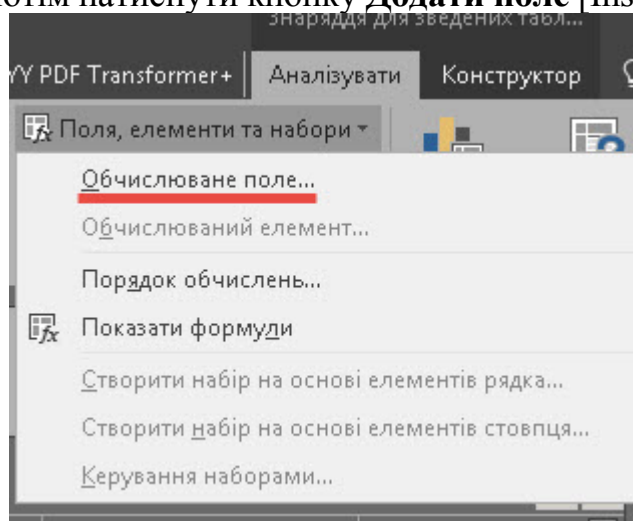 потім натиснути кнопку Додати поле [Ins
Знаряддя для зведених табл...
YY PDF Transformer+ Аналізувати Конструктор
Поля, елементи та набори
Обчислюване поле...
Обчислюваний елемент...
Порядок обчислень...
Показати формули
Створити набір на основі елементів рядка...
Створити набір на основі елементів стовпця...
Керування наборами...